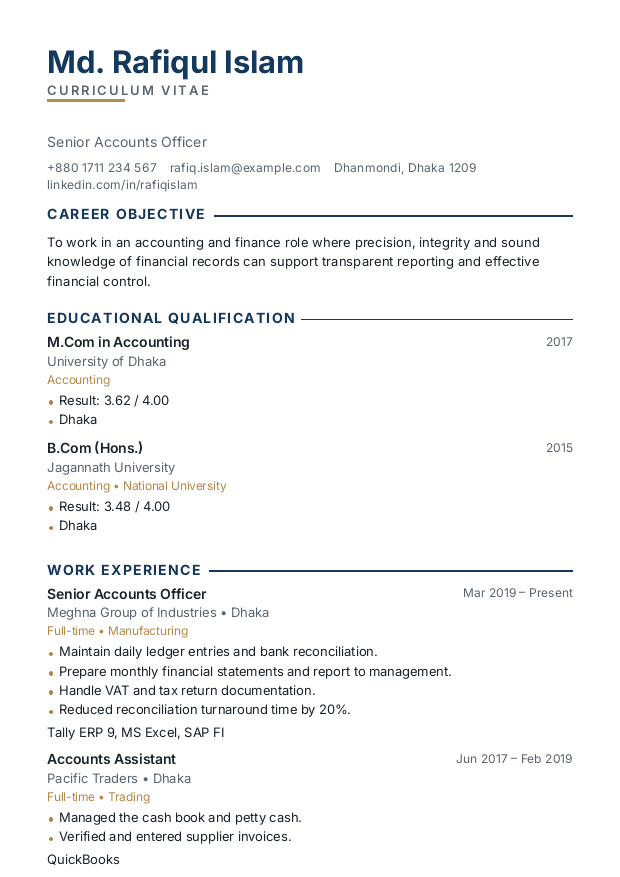 Md. Rafiqul Islam
CURRICULUM VITAE
Senior Accounts Officer
+880 1711 234 567 rafiq.islam@example.com Dhanmondi, Dhaka 1209
linkedin.com/in/rafiqislam
CAREER OBJECTIVE
To work in an accounting and finance role where precision, integrity and sound
knowledge of financial records can support transparent reporting and effective
financial control.
EDUCATIONAL QUALIFICATION
M.Com in Accounting 2017
University of Dhaka
Accounting
• Result: 3.62 / 4.00
• Dhaka
B.Com (Hons.) 2015
Jagannath University
Accounting • National University
• Result: 3.48 / 4.00
• Dhaka
WORK EXPERIENCE
Senior Accounts Officer Mar 2019 – Present
Meghna Group of Industries • Dhaka
Full-time • Manufacturing
• Maintain daily ledger entries and bank reconciliation.
• Prepare monthly financial statements and report to management.
• Handle VAT and tax return documentation.
• Reduced reconciliation turnaround time by 20%.
Tally ERP 9, MS Excel, SAP FI
Accounts Assistant Jun 2017 – Feb 2019
Pacific Traders • Dhaka
Full-time • Trading
• Managed the cash book and petty cash.
• Verified and entered supplier invoices.
QuickBooks